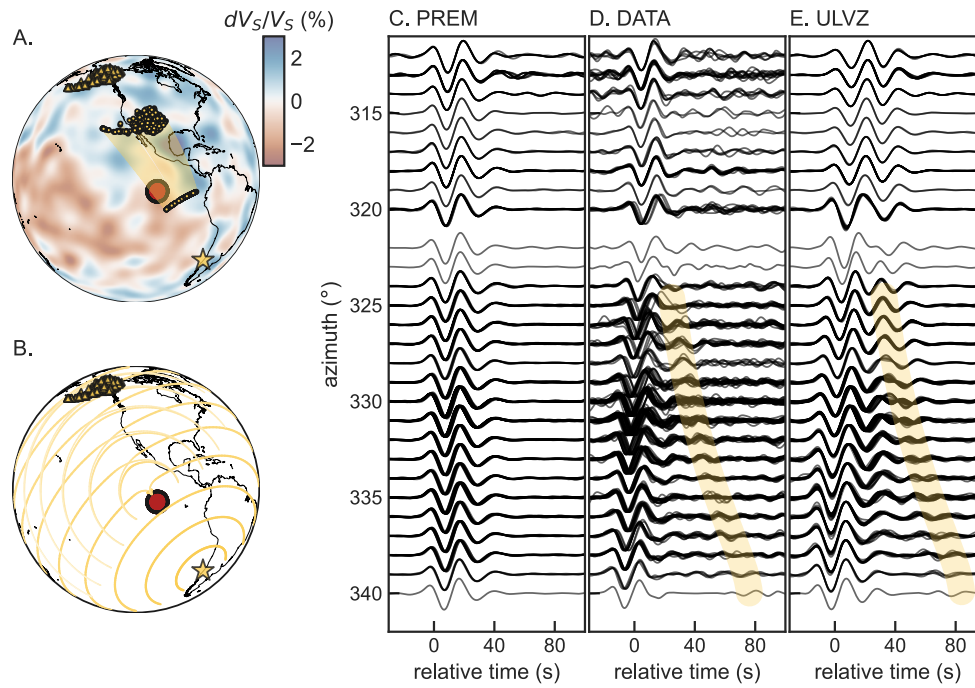 dV_S/V_S (%)
A.
2
0
−2
B.
C. PREM
D. DATA
E. ULVZ
azimuth (°)
315
320
325
330
335
340
0
40
80
0
40
80
0
40
80
relative time (s)
relative time (s)
relative time (s)